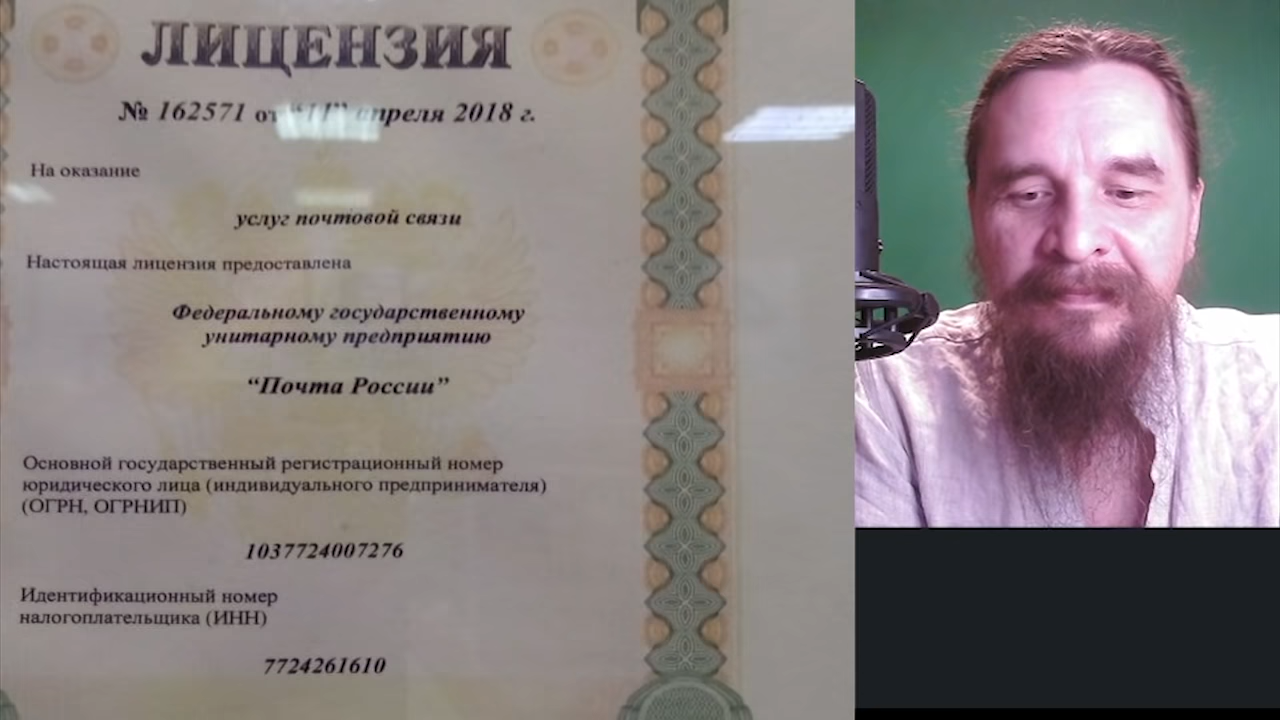 ЛИЦЕНЗИЯ
№ 162571 от “11” апреля 2018 г.
На оказание
услуг почтовой связи
Настоящая лицензия предоставлена
Федеральному государственному
унитарному предприятию
“Почта России”
Основной государственный регистрационный номер
юридического лица (индивидуального предпринимателя)
(ОГРН, ОГРНИП)
1037724007276
Идентификационный номер
налогоплательщика (ИНН)
7724261610